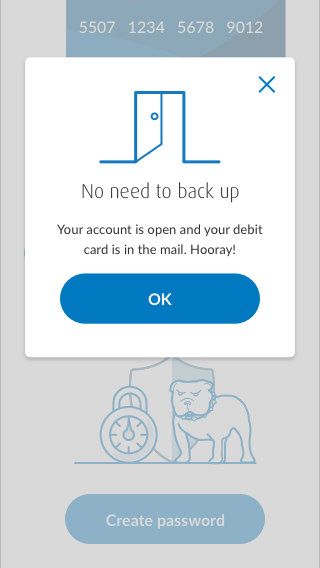 5507 1234 5678 9012
No need to back up
Your account is open and your debit
card is in the mail. Hooray!
OK
Create password